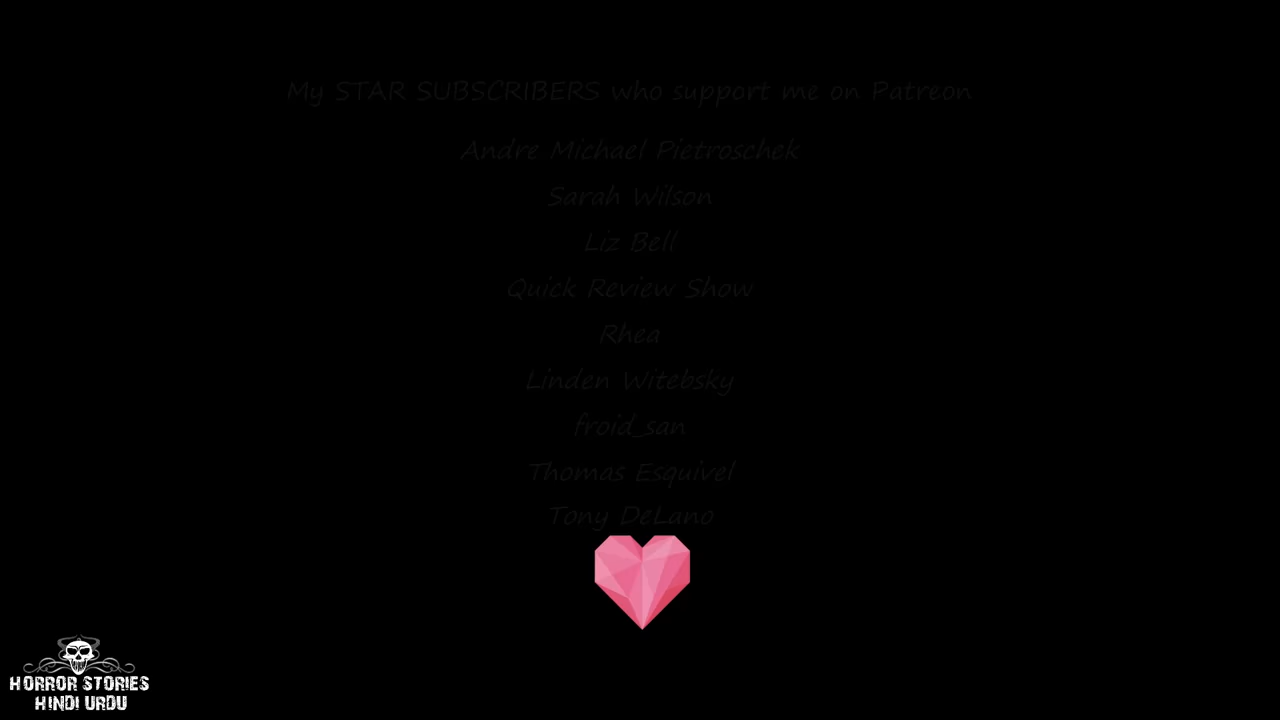 My STAR SUBSCRIBERS who support me on Patreon
Andre Michael Pietroschek
Sarah Wilson
Liz Bell
Quick Review Show
Rhea
Linden Witebsky
froid_san
Thomas Esquivel
Tony DeLano
HORROR STORIES
HINDI URDU